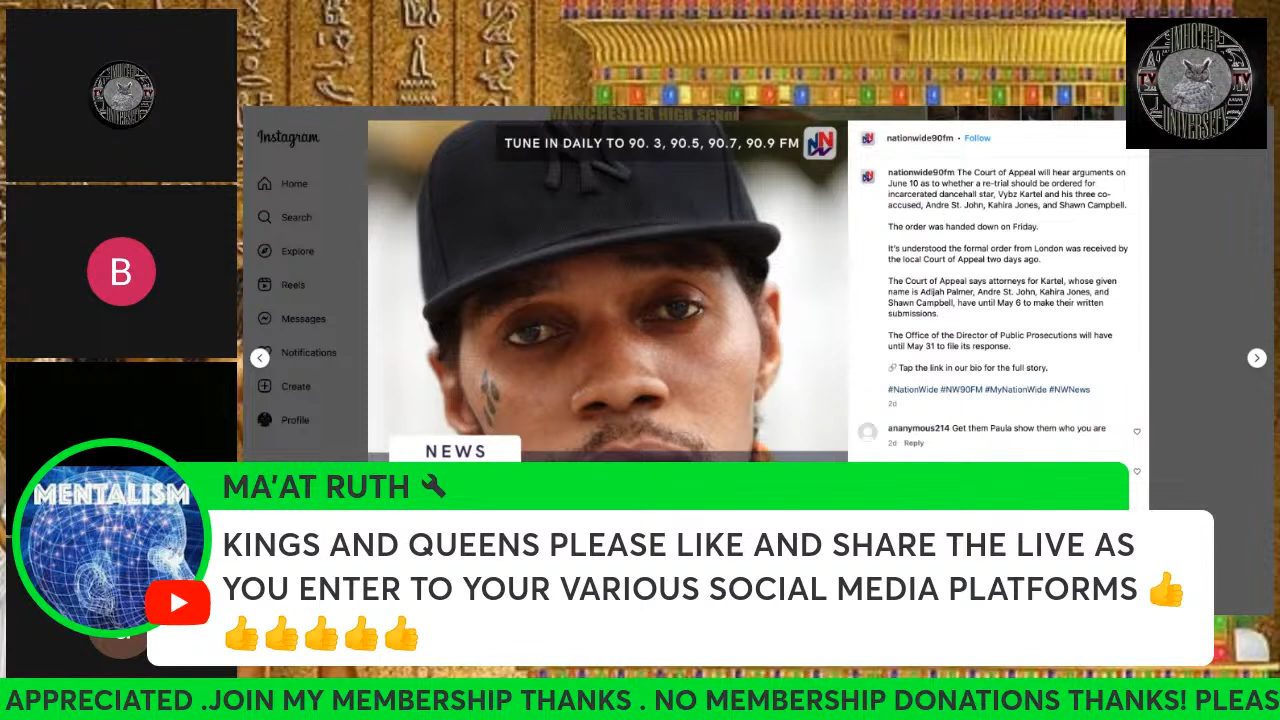 MANCHESTER HIGH
IMHOTEP
TV TV
UNIVERSITY
B
Instagram
Home
Search
Explore
Reels
Messages
Notifications
Create
Profile
TUNE IN DAILY TO 90. 3, 90.5, 90.7, 90.9 FM
NEWS
nationwide90fm • Follow
nationwide90fm The Court of Appeal will hear arguments on
June 10 as to whether a re-trial should be ordered for
incarcerated dancehall star, Vybz Kartel and his three co-
accused, Andre St. John, Kahira Jones, and Shawn Campbell.
The order was handed down on Friday.
It's understood the formal order from London was received by
the local Court of Appeal two days ago.
The Court of Appeal says attorneys for Kartel, whose given
name is Adijah Palmer, Andre St. John, Kahira Jones, and
Shawn Campbell, have until May 6 to make their written
submissions.
The Office of the Director of Public Prosecutions will have
until May 31 to file its response.
🔗 Tap the link in our bio for the full story.
#NationWide #NW90FM #MyNationWide #NWNews
2d
ananymous214 Get them Paula show them who you are
2d Reply
MENTALISM
MA'AT RUTH 🔧
KINGS AND QUEENS PLEASE LIKE AND SHARE THE LIVE AS
YOU ENTER TO YOUR VARIOUS SOCIAL MEDIA PLATFORMS 👍
👍👍👍👍👍
APPRECIATED .JOIN MY MEMBERSHIP THANKS . NO MEMBERSHIP DONATIONS THANKS! PLEAS